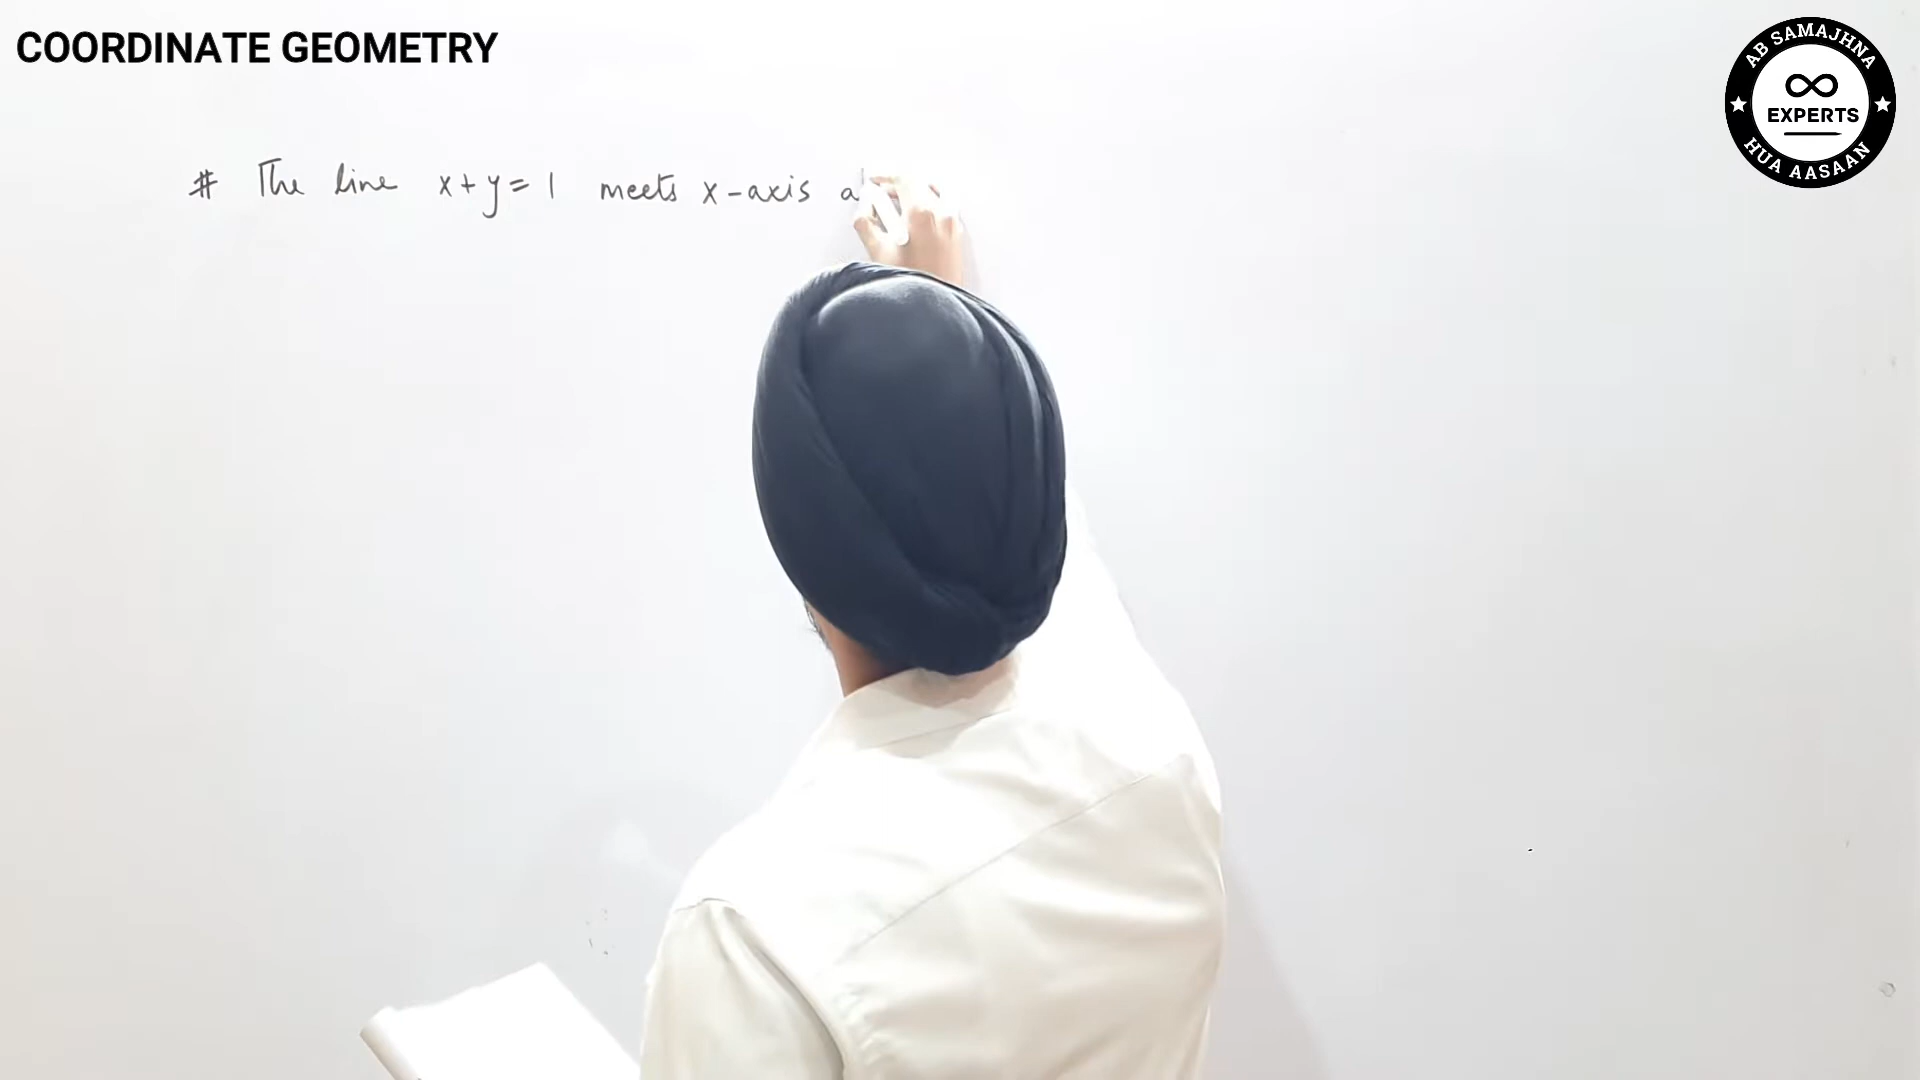 COORDINATE GEOMETRY
AB SAMAJHNA
EXPERTS
HUA AASAAN
# The line x+y=1 meets x-axis